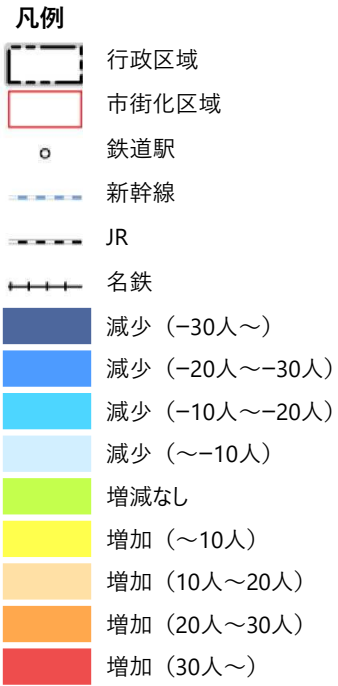 凡例
行政区域
市街化区域
鉄道駅
新幹線
JR
名鉄
減少（−30人～）
減少（−20人～−30人）
減少（−10人～−20人）
減少（～−10人）
増減なし
増加（～10人）
増加（10人～20人）
増加（20人～30人）
増加（30人～）